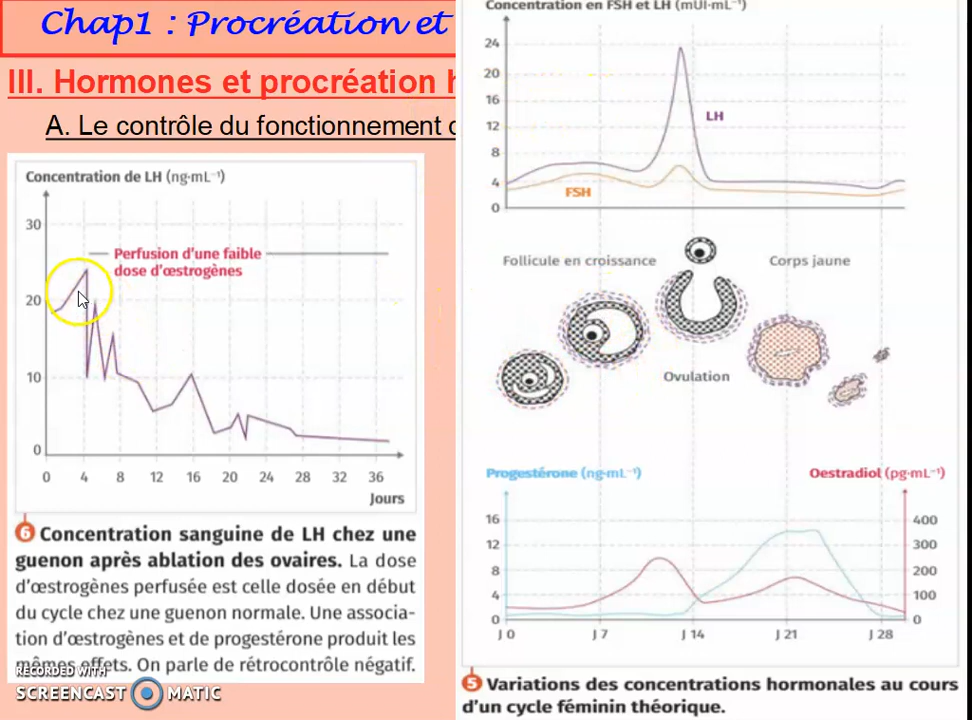 Chap1 : Procréation et
III. Hormones et procréation
A. Le contrôle du fonctionnement
Concentration de LH (ng·mL⁻¹)
30
Perfusion d'une faible
dose d'œstrogènes
20
10
0
0 4 8 12 16 20 24 28 32 36
Jours
6 Concentration sanguine de LH chez une
guenon après ablation des ovaires. La dose
d'œstrogènes perfusée est celle dosée en début
du cycle chez une guenon normale. Une associa-
tion d'œstrogènes et de progestérone produit les
mêmes effets. On parle de rétrocontrôle négatif.
RECORDED WITH
SCREENCAST MATIC
Concentration en FSH et LH (mUI·mL⁻¹)
24
20
16
12
8
4
0
LH
FSH
Follicule en croissance
Corps jaune
Ovulation
Progestérone (ng·mL⁻¹) Oestradiol (pg·mL⁻¹)
16 400
12 300
8 200
4 100
0 0
J 0 J 7 J 14 J 21 J 28
5 Variations des concentrations hormonales au cours
d'un cycle féminin théorique.